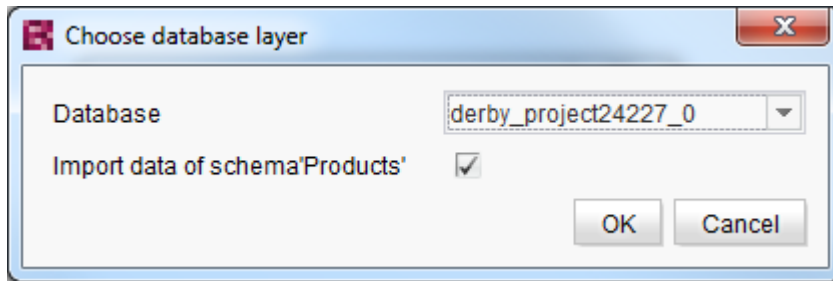 Choose database layer
Database derby_project24227_0
Import data of schema'Products'
OK Cancel